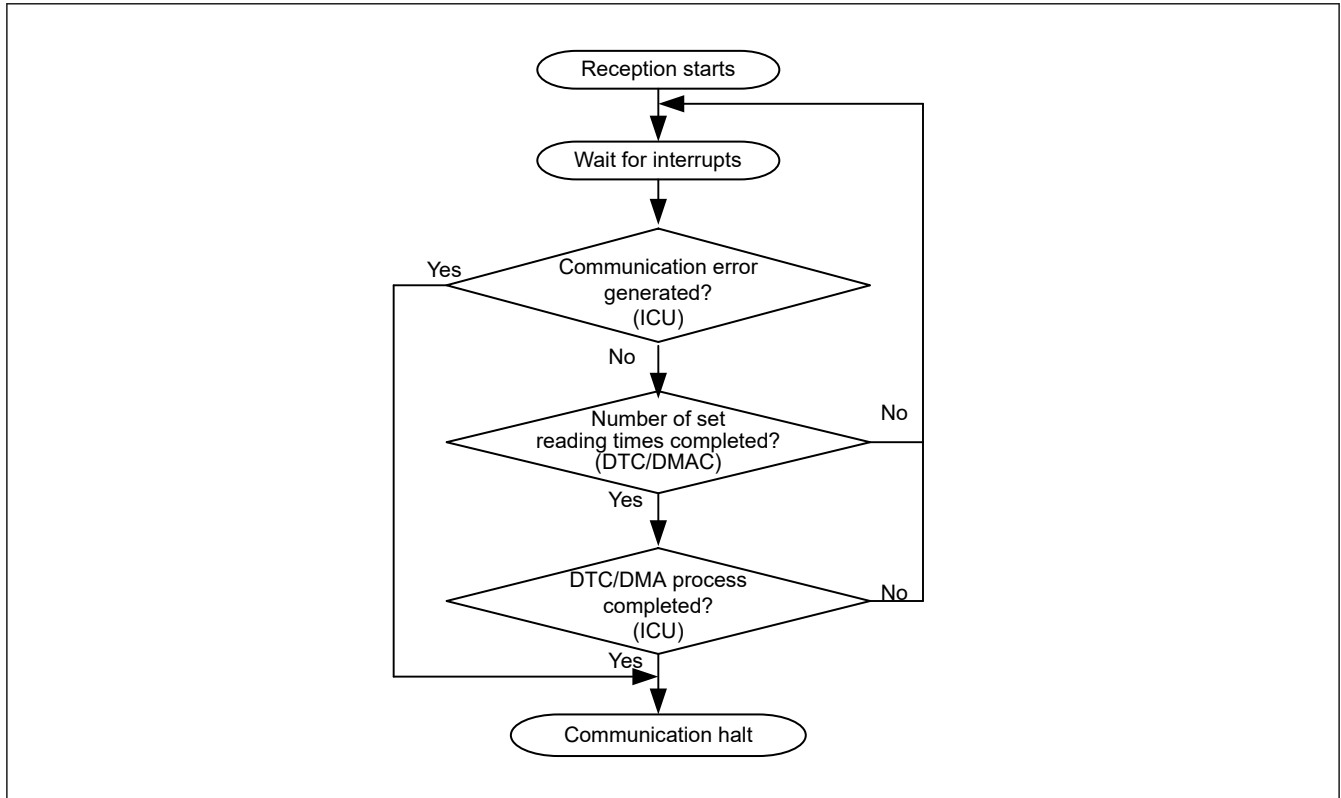 Reception starts
Wait for interrupts
Yes
Communication error
generated?
(ICU)
No
Number of set
reading times completed?
(DTC/DMAC)
No
Yes
DTC/DMA process
completed?
(ICU)
No
Yes
Communication halt